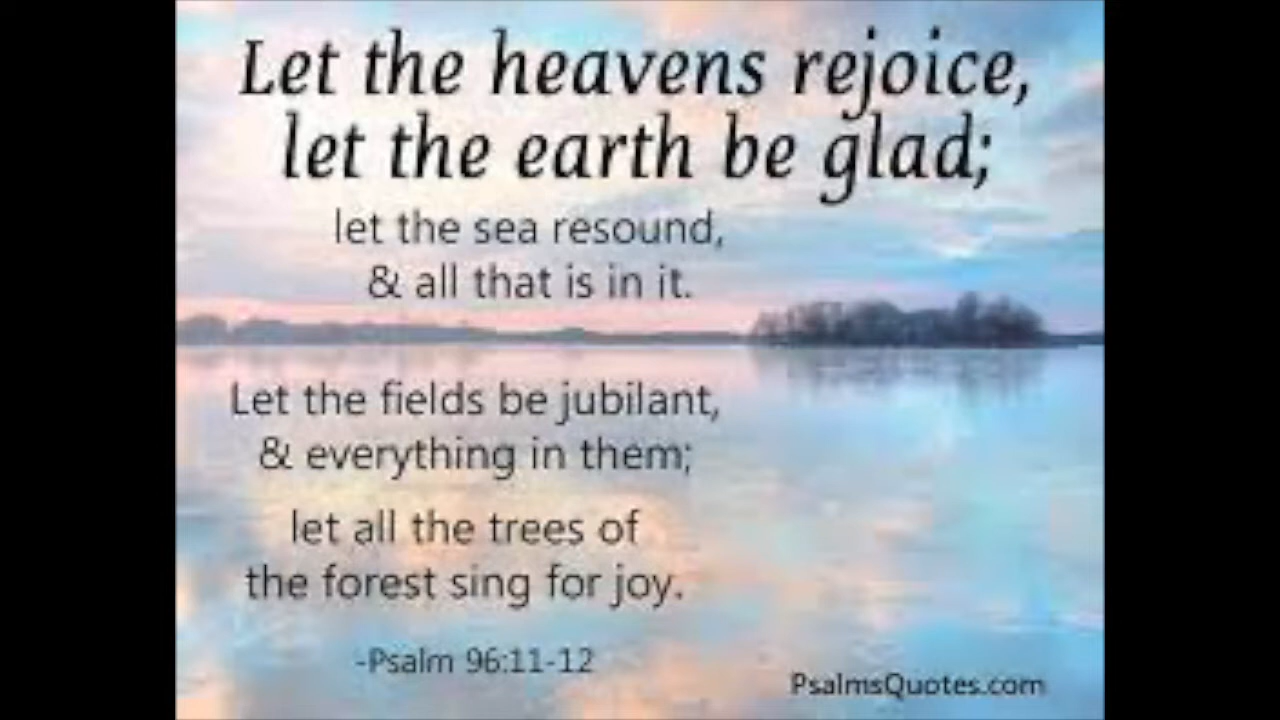 Let the heavens rejoice,
let the earth be glad;
let the sea resound,
& all that is in it.
Let the fields be jubilant,
& everything in them;
let all the trees of
the forest sing for joy.
-Psalm 96:11-12
PsalmsQuotes.com